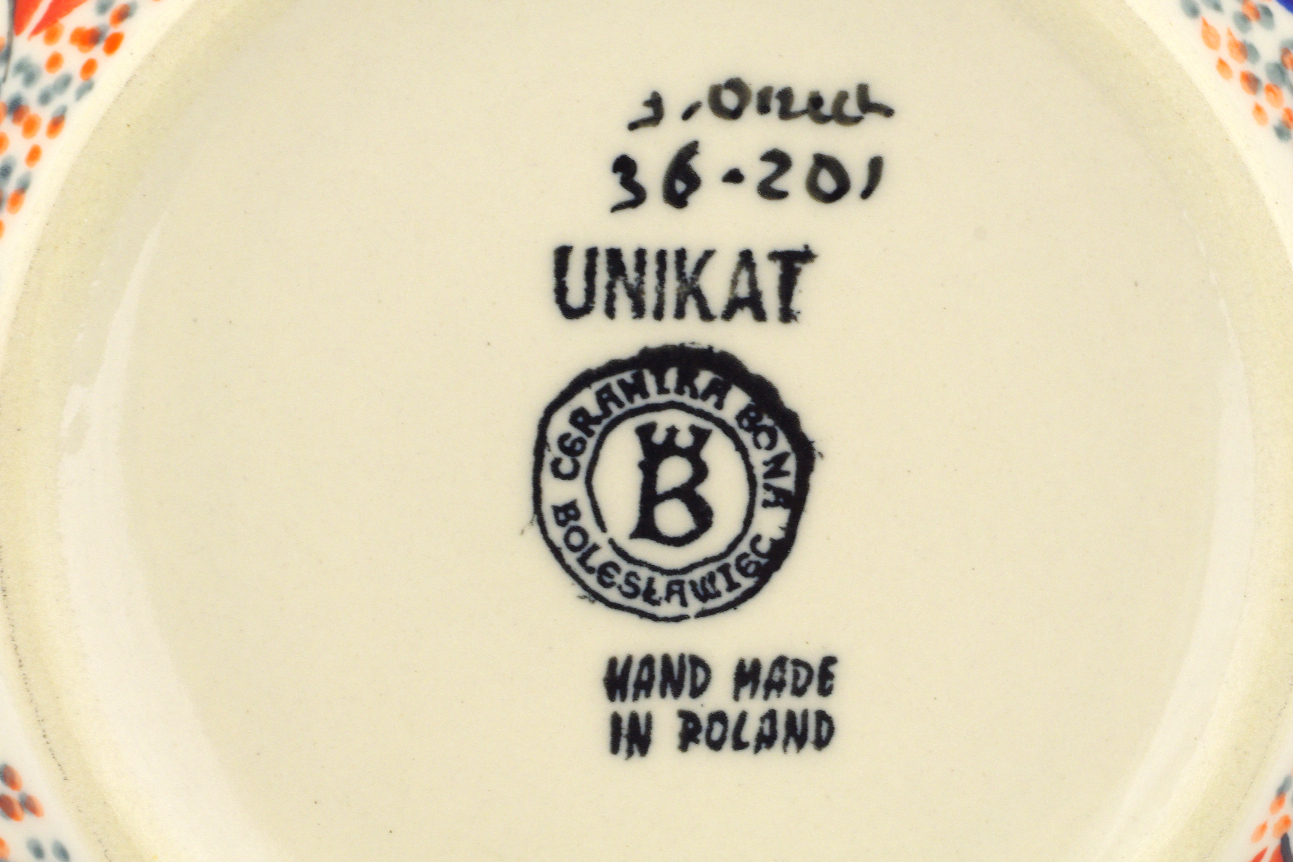 J. Orzech
36-201
UNIKAT
CERAMIKA BONA
B
BOLESŁAWIEC
HAND MADE
IN POLAND